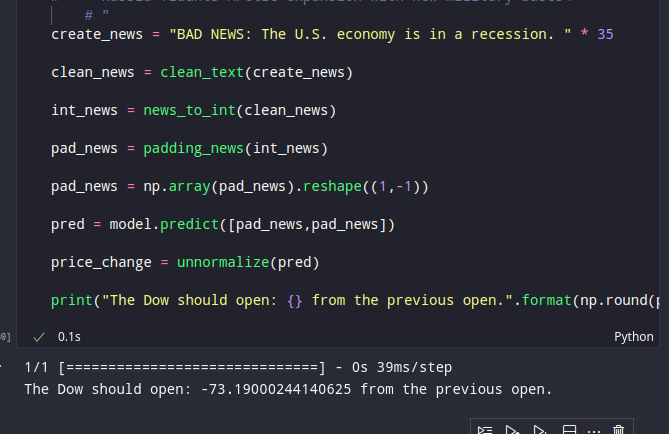 # "
create_news = "BAD NEWS: The U.S. economy is in a recession. " * 35
clean_news = clean_text(create_news)
int_news = news_to_int(clean_news)
pad_news = padding_news(int_news)
pad_news = np.array(pad_news).reshape((1,-1))
pred = model.predict([pad_news,pad_news])
price_change = unnormalize(pred)
print("The Dow should open: {} from the previous open.".format(np.round(p
✓ 0.1s
Python
1/1 [==============================] - 0s 39ms/step
The Dow should open: -73.19000244140625 from the previous open.